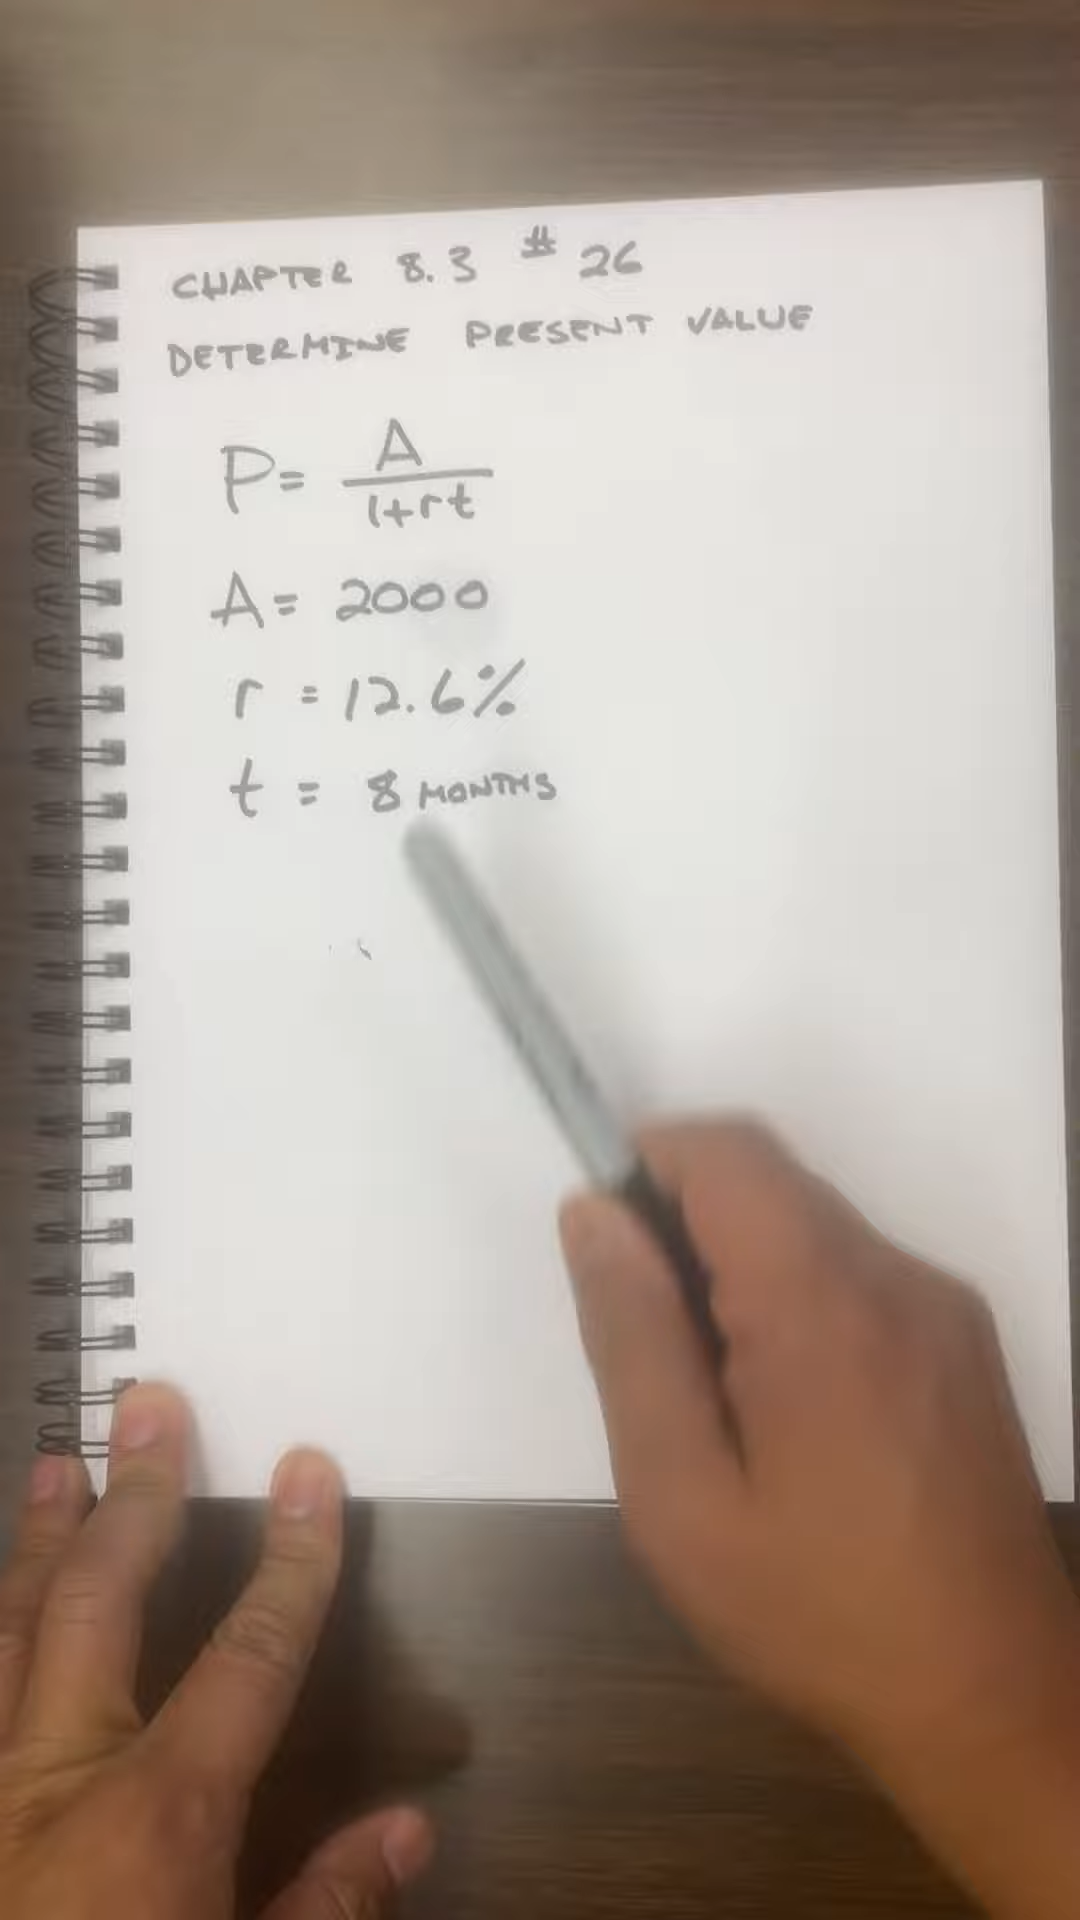 CHAPTER 8.3 # 26
DETERMINE PRESENT VALUE
P = A / 1+rt
A = 2000
r = 12.6%
t = 8 MONTHS